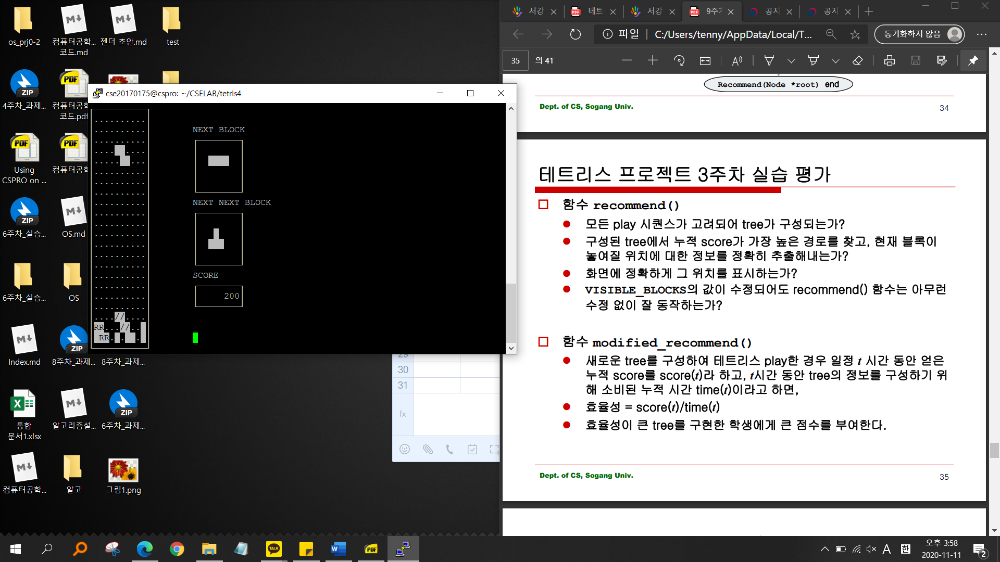 os_prj0-2
컴퓨터공학...
코드.md
젠더 초안.md
test
4주차_과제...
컴퓨터공학
코드.pdf
Using
CSPRO on ...
컴퓨터공학
6주차_실습...
OS.md
6주차_실습...
OS
Index.md
8주차_과제...
8주차_과제...
통합
문서1.xlsx
알고리즘설...
6주차_과제...
컴퓨터공학...
알고
그림1.png
cse20170175@cspro: ~/CSELAB/tetris4
NEXT BLOCK
NEXT NEXT BLOCK
SCORE
200
//
RR...//..
RR.
29
30
31
fx
서강
테트
서강
9주차
공지
공지
파일
C:/Users/tenny/AppData/Local/T...
동기화하지 않음
35
의 41
Recommend(Node *root) end
Dept. of CS, Sogang Univ.
34
테트리스 프로젝트 3주차 실습 평가
함수 recommend()
모든 play 시퀀스가 고려되어 tree가 구성되는가?
구성된 tree에서 누적 score가 가장 높은 경로를 찾고, 현재 블록이
놓여질 위치에 대한 정보를 정확히 추출해내는가?
화면에 정확하게 그 위치를 표시하는가?
VISIBLE_BLOCKS의 값이 수정되어도 recommend() 함수는 아무런
수정 없이 잘 동작하는가?
함수 modified_recommend()
새로운 tree를 구성하여 테트리스 play한 경우 일정 t 시간 동안 얻은
누적 score를 score(t)라 하고, t시간 동안 tree의 정보를 구성하기 위
해 소비된 누적 시간 time(t)이라고 하면,
효율성 = score(t)/time(t)
효율성이 큰 tree를 구현한 학생에게 큰 점수를 부여한다.
Dept. of CS, Sogang Univ.
35
오후 3:58
2020-11-11
A
한
2